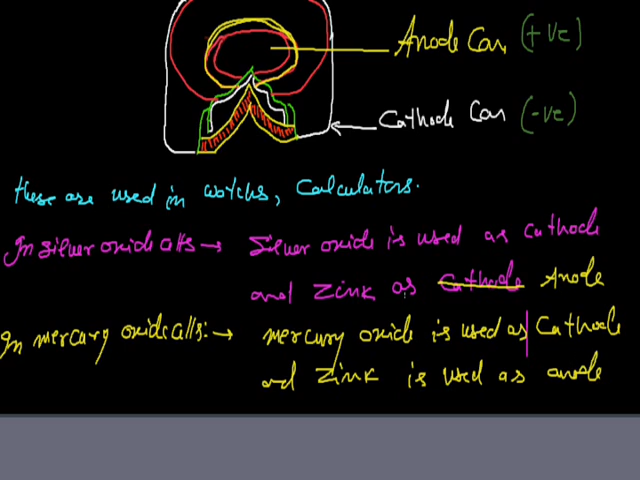 Anode Can (+ve)
Cathode Can (-ve)
these are used in watchs, Calculators.
In silver oxide cells → Silver oxide is used as Cathode
and Zink as Cathode Anode
In mercury oxide cells:→ mercury oxide is used as Cathode
and Zink is used as anode